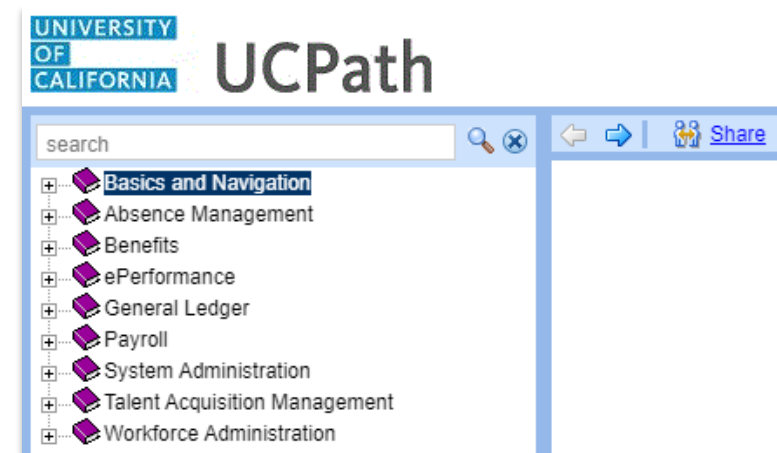 UNIVERSITY
OF
CALIFORNIA
UCPath
search
Share
Basics and Navigation
Absence Management
Benefits
ePerformance
General Ledger
Payroll
System Administration
Talent Acquisition Management
Workforce Administration